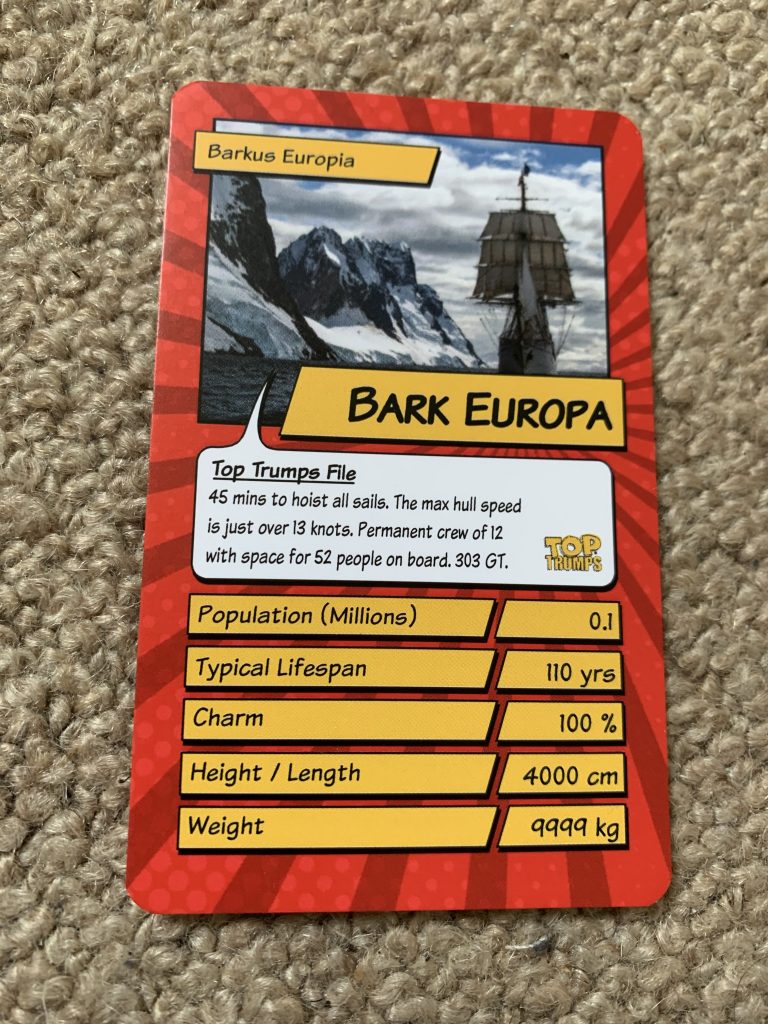 Barkus Europia
BARK EUROPA
Top Trumps File
45 mins to hoist all sails. The max hull speed
is just over 13 knots. Permanent crew of 12
with space for 52 people on board. 303 GT.
TOP
TRUMPS
Population (Millions) 0.1
Typical Lifespan 110 yrs
Charm 100 %
Height / Length 4000 cm
Weight 9999 kg